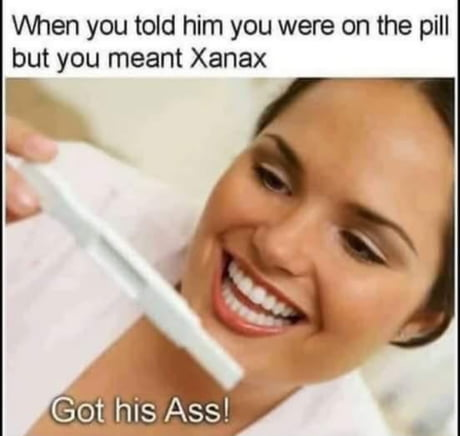 When you told him you were on the pill
but you meant Xanax
Got his Ass!